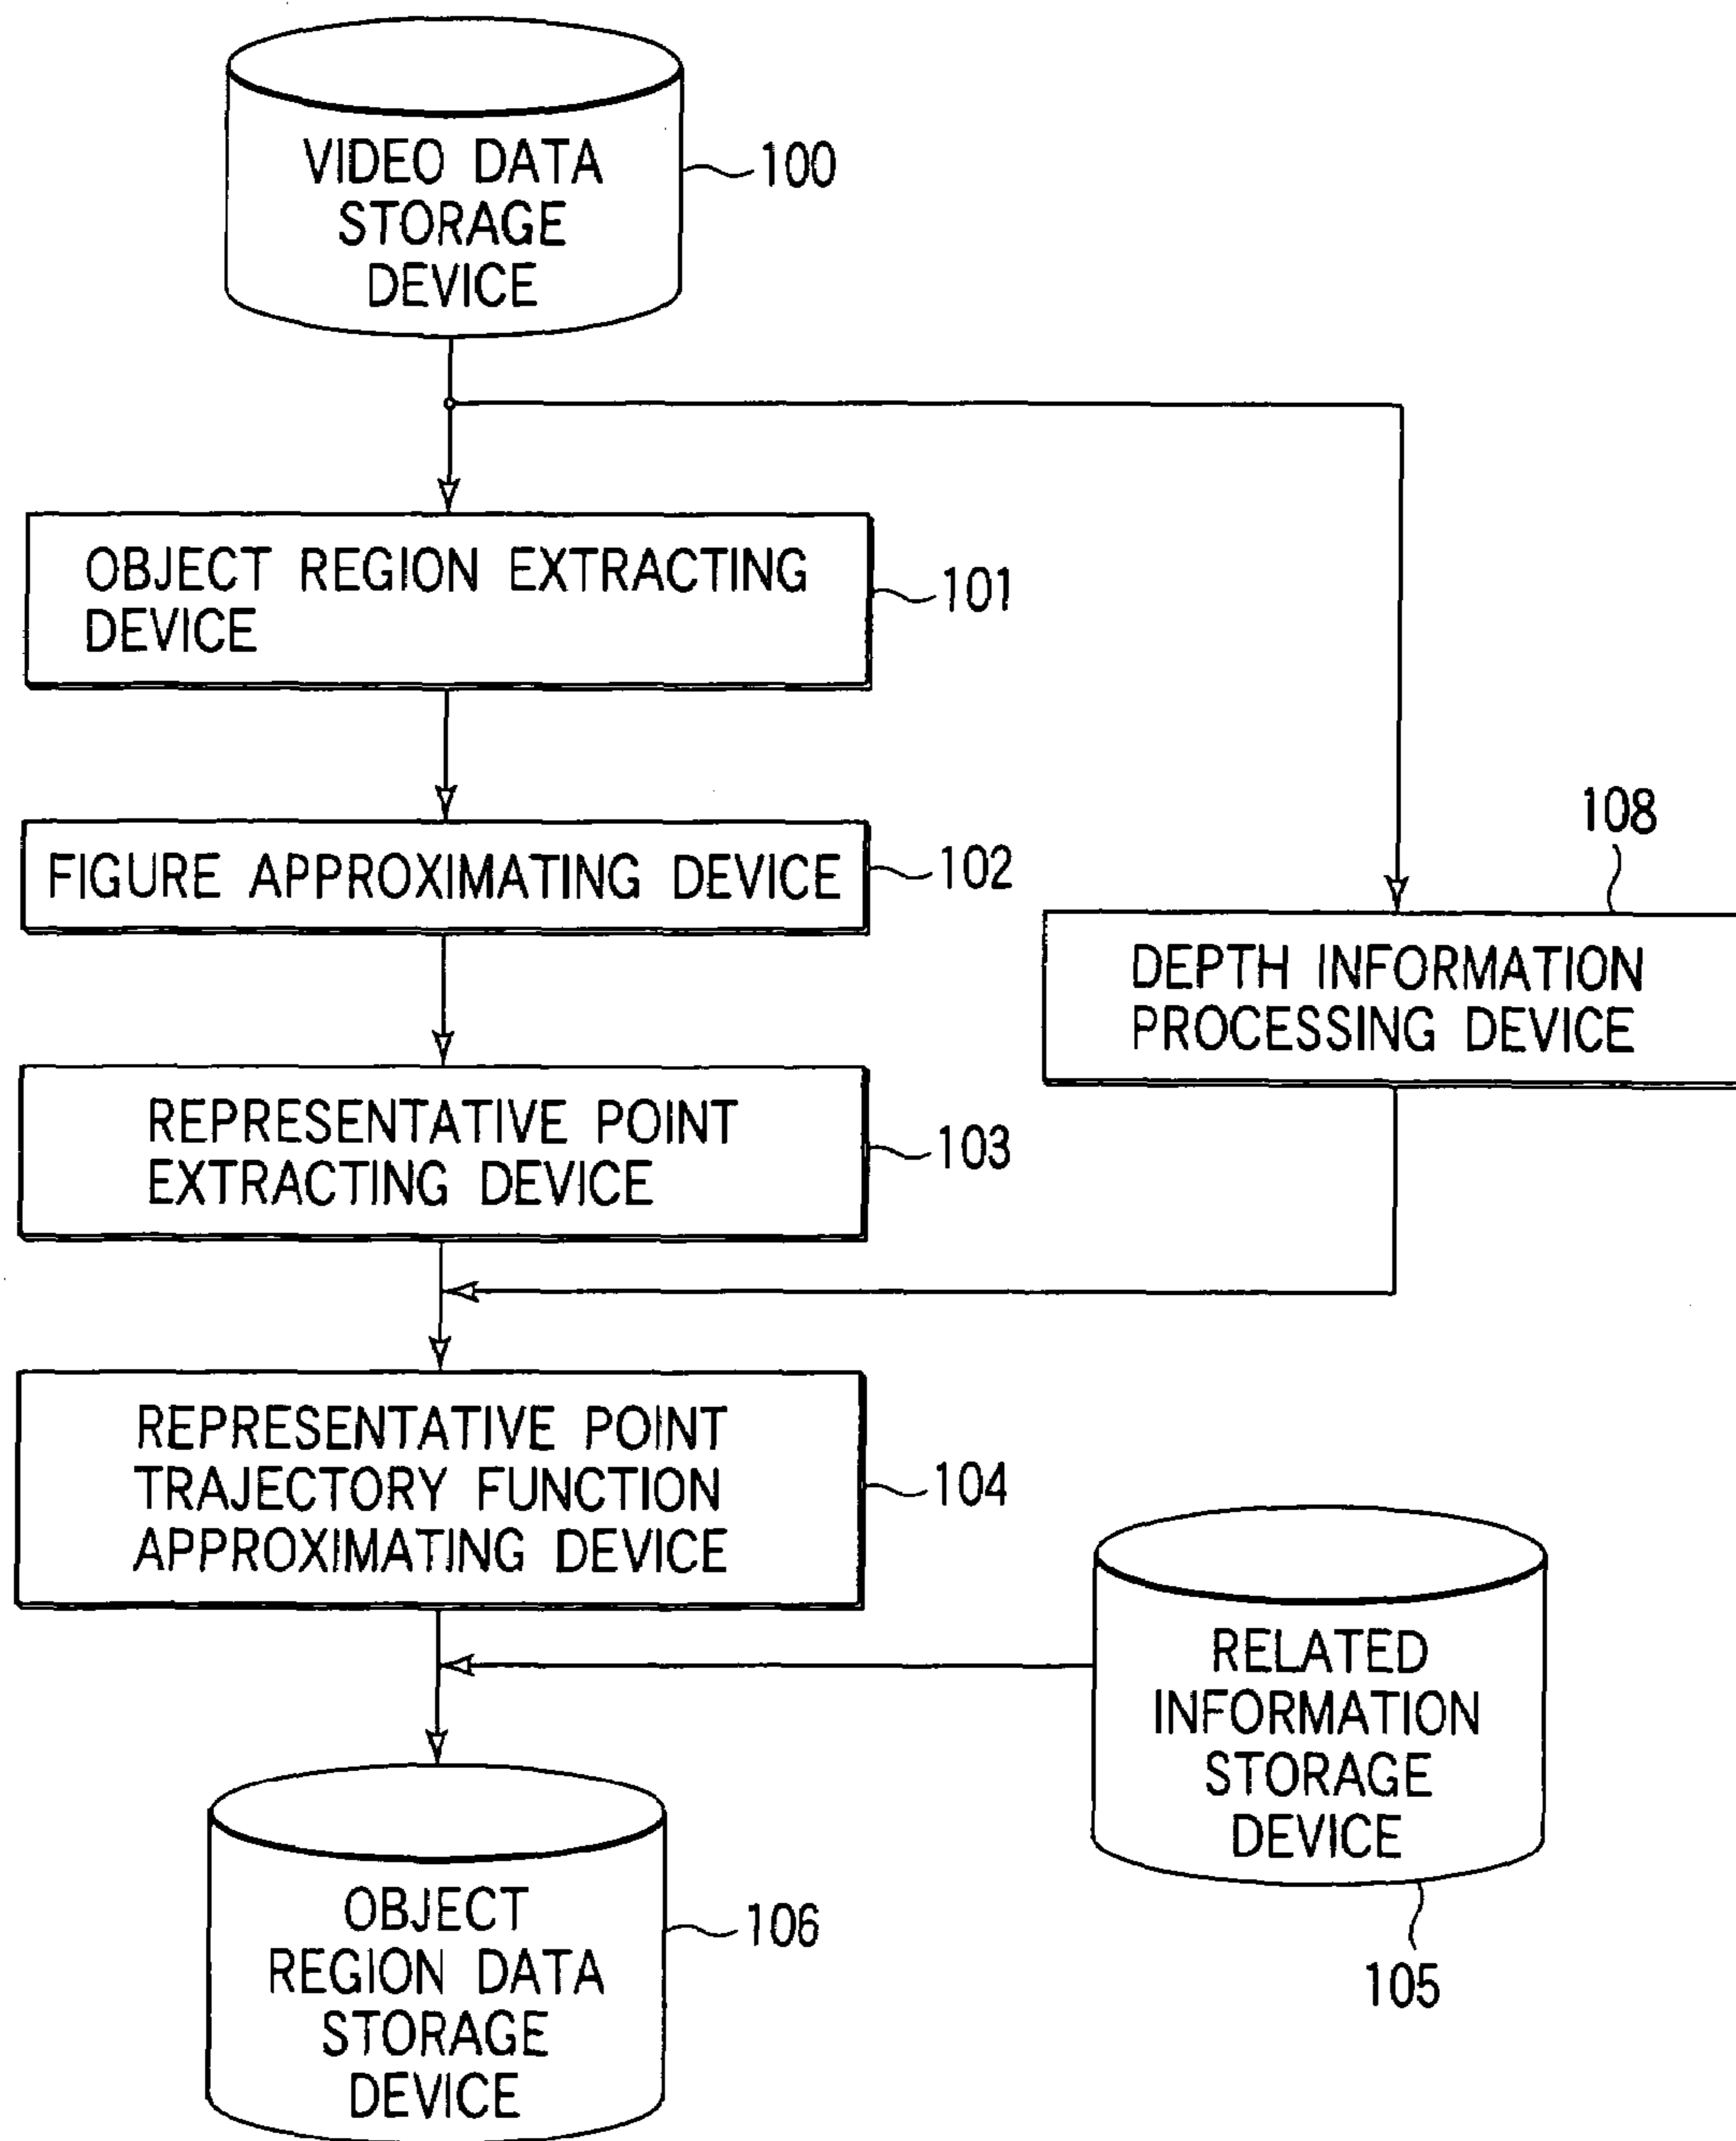 VIDEO DATA
STORAGE
DEVICE
100
OBJECT REGION EXTRACTING
DEVICE
101
FIGURE APPROXIMATING DEVICE
102
108
DEPTH INFORMATION
PROCESSING DEVICE
REPRESENTATIVE POINT
EXTRACTING DEVICE
103
REPRESENTATIVE POINT
TRAJECTORY FUNCTION
APPROXIMATING DEVICE
104
RELATED
INFORMATION
STORAGE
DEVICE
105
OBJECT
REGION DATA
STORAGE
DEVICE
106